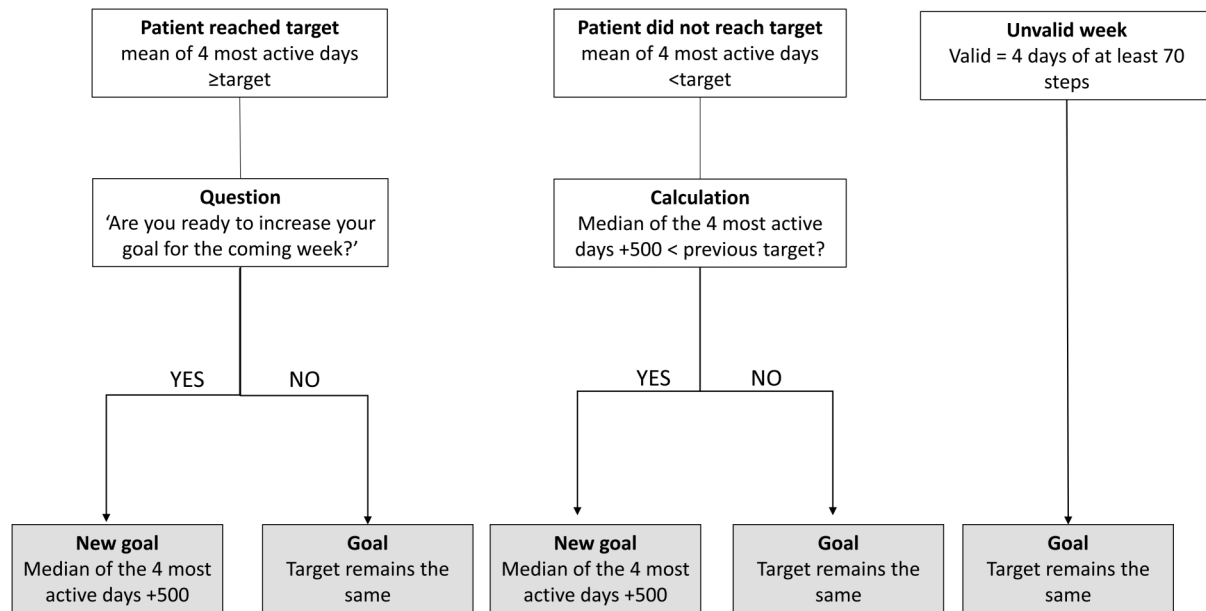 Patient reached target
mean of 4 most active days
≥target
Patient did not reach target
mean of 4 most active days
<target
Unvalid week
Valid = 4 days of at least 70
steps
Question
‘Are you ready to increase your
goal for the coming week?’
Calculation
Median of the 4 most active
days +500 < previous target?
YES
NO
YES
NO
New goal
Median of the 4 most
active days +500
Goal
Target remains the
same
New goal
Median of the 4 most
active days +500
Goal
Target remains the
same
Goal
Target remains the
same